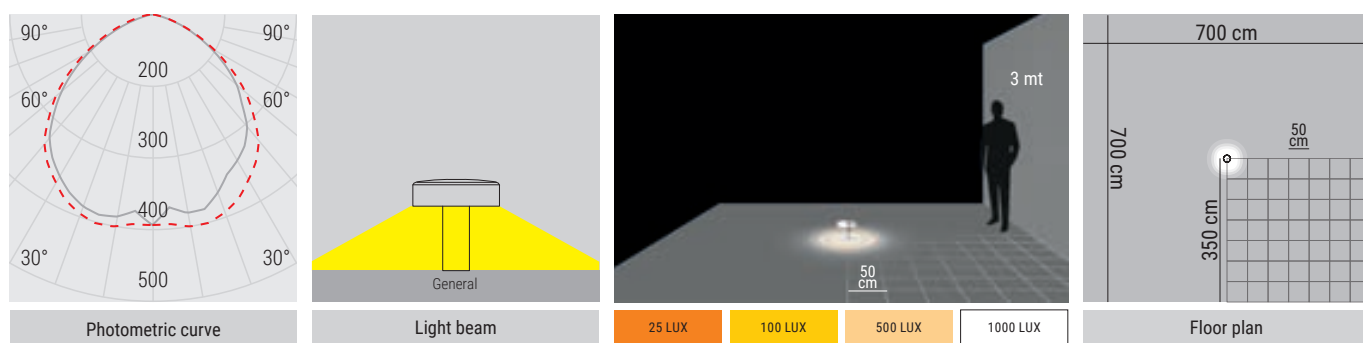 90°
90°
200
60°
60°
300
400
30°
30°
500
Photometric curve
General
Light beam
3 mt
50
cm
25 LUX
100 LUX
500 LUX
1000 LUX
700 cm
700 cm
50
cm
350 cm
Floor plan